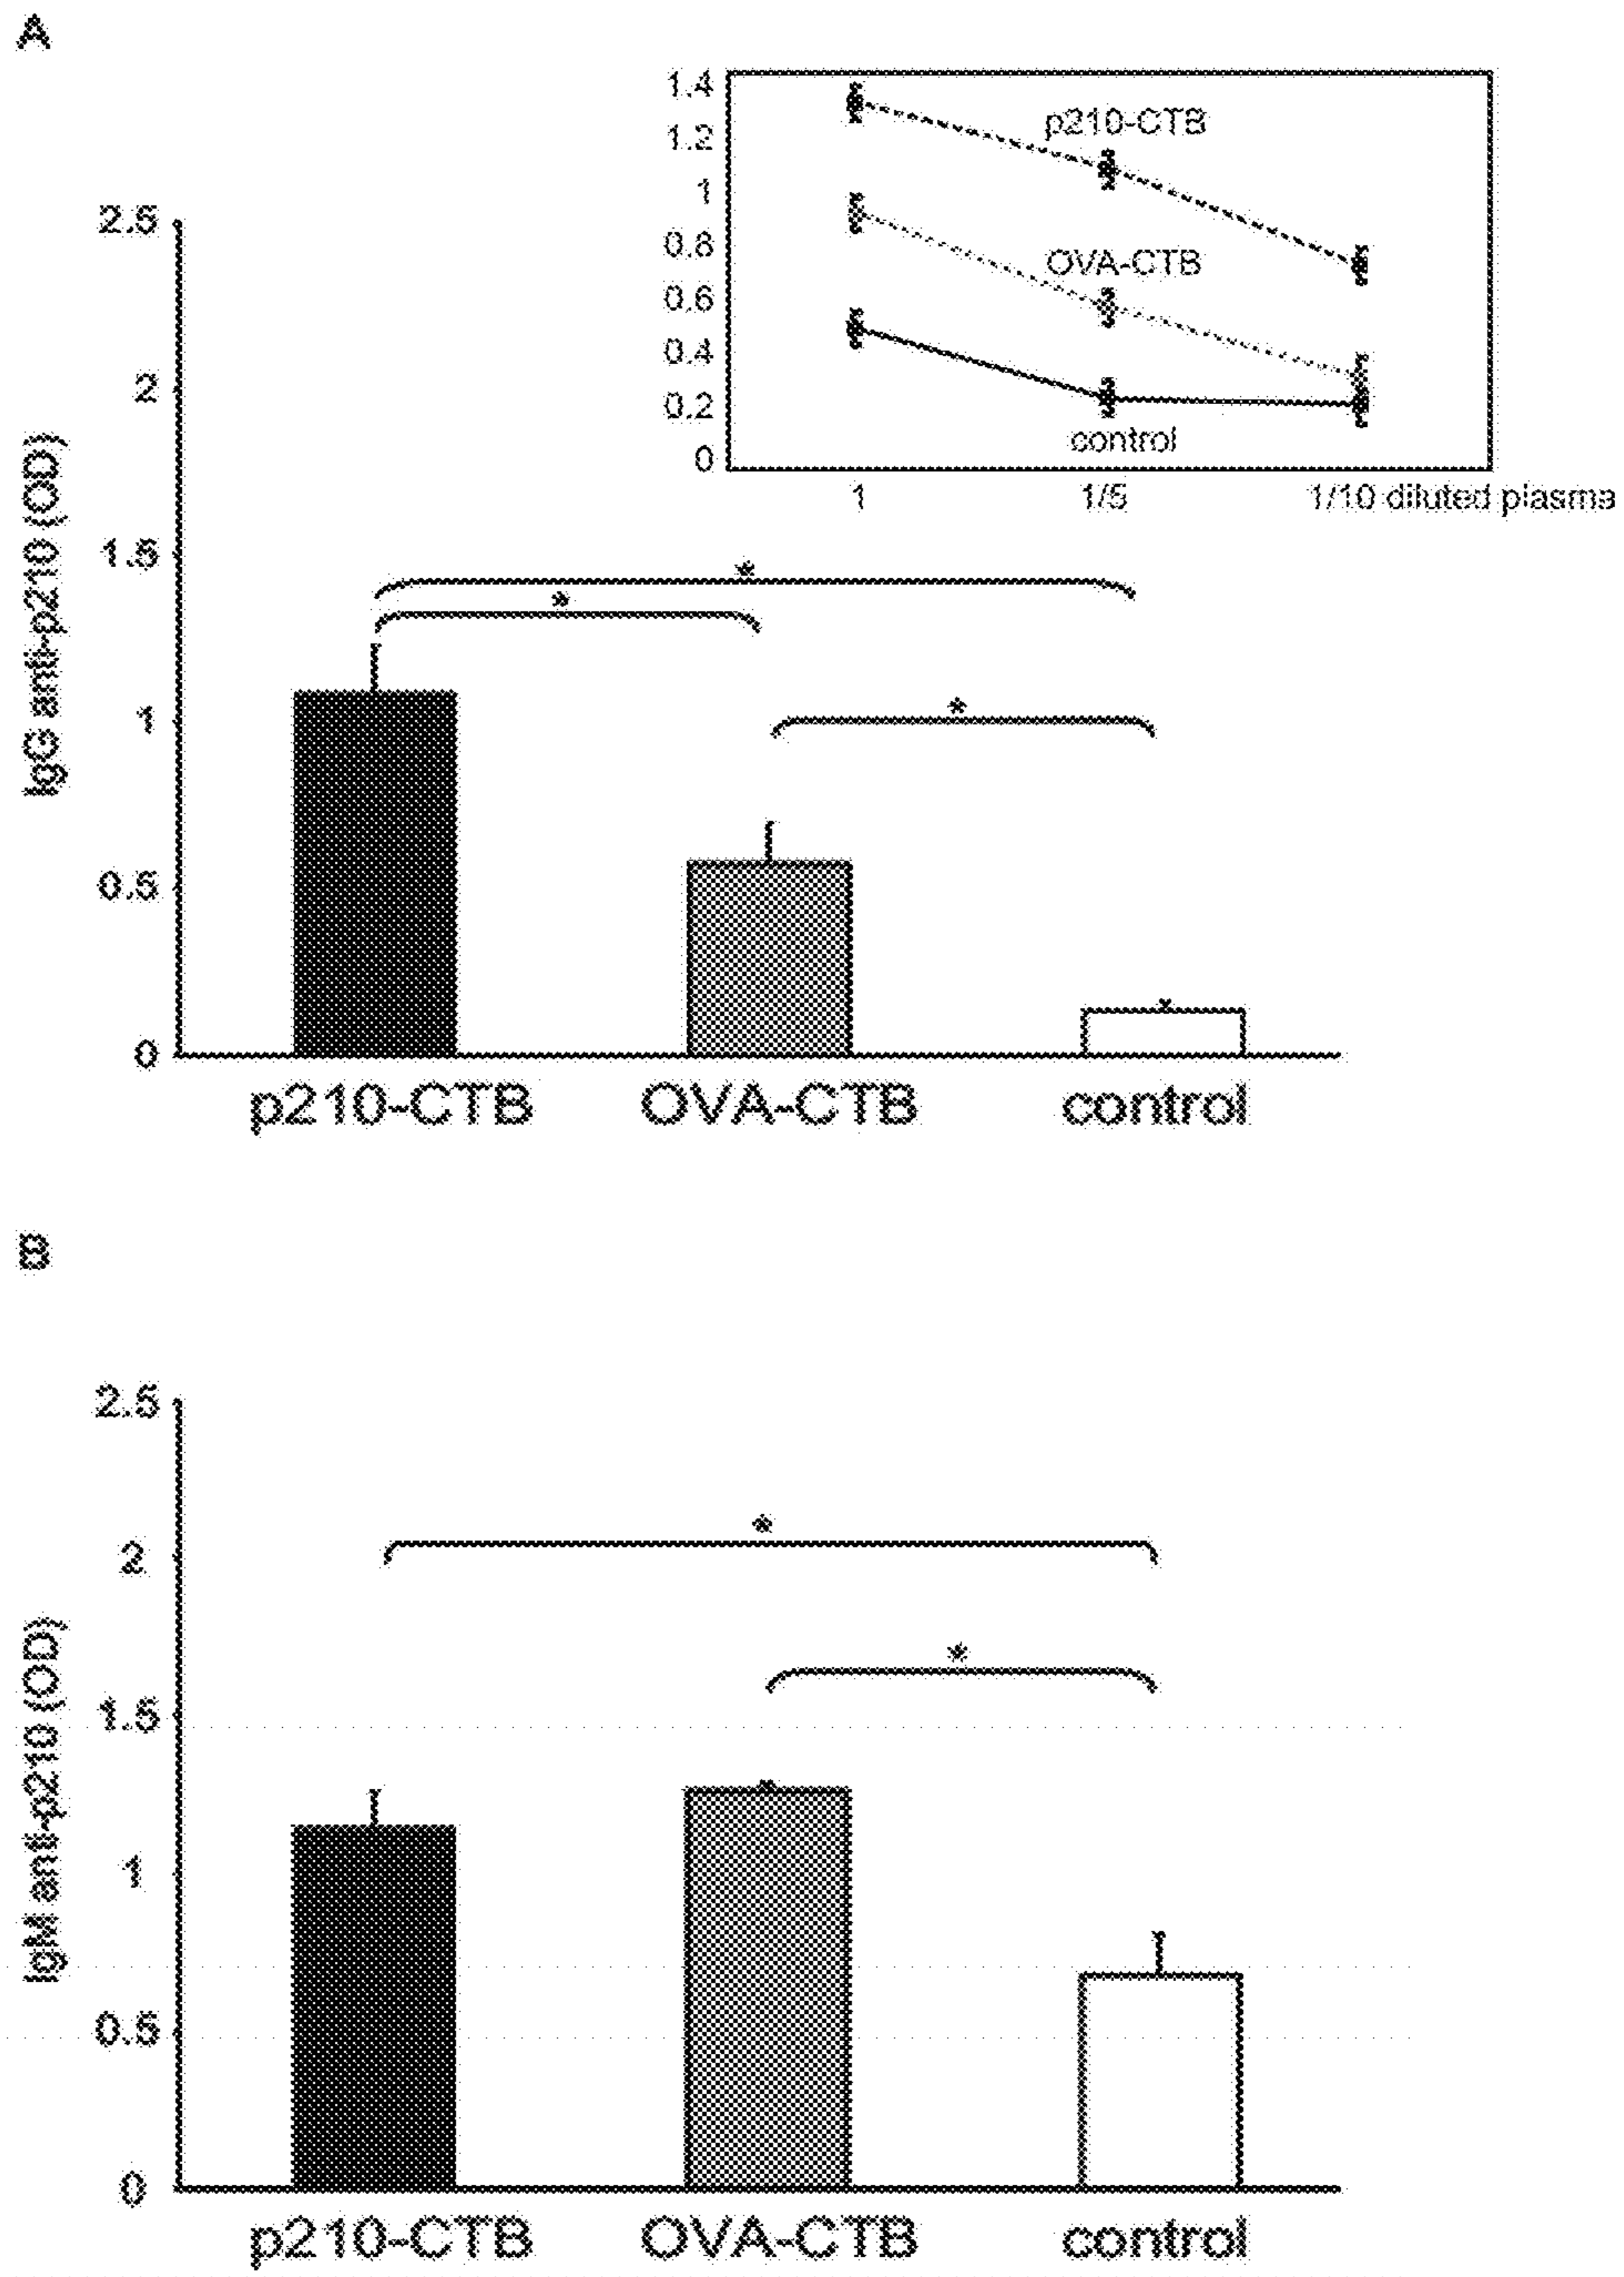 A
1.4
1.2
1
0.8
0.6
0.4
0.2
0
p210-CTB
OVA-CTB
control
1 1/5 1/10 diluted plasma
IgG anti-p210 (OD)
2.5
2
1.5
1
0.5
0
*
*
*
p210-CTB OVA-CTB control
B
IgM anti-p210 (OD)
2.5
2
1.5
1
0.5
0
*
*
p210-CTB OVA-CTB control